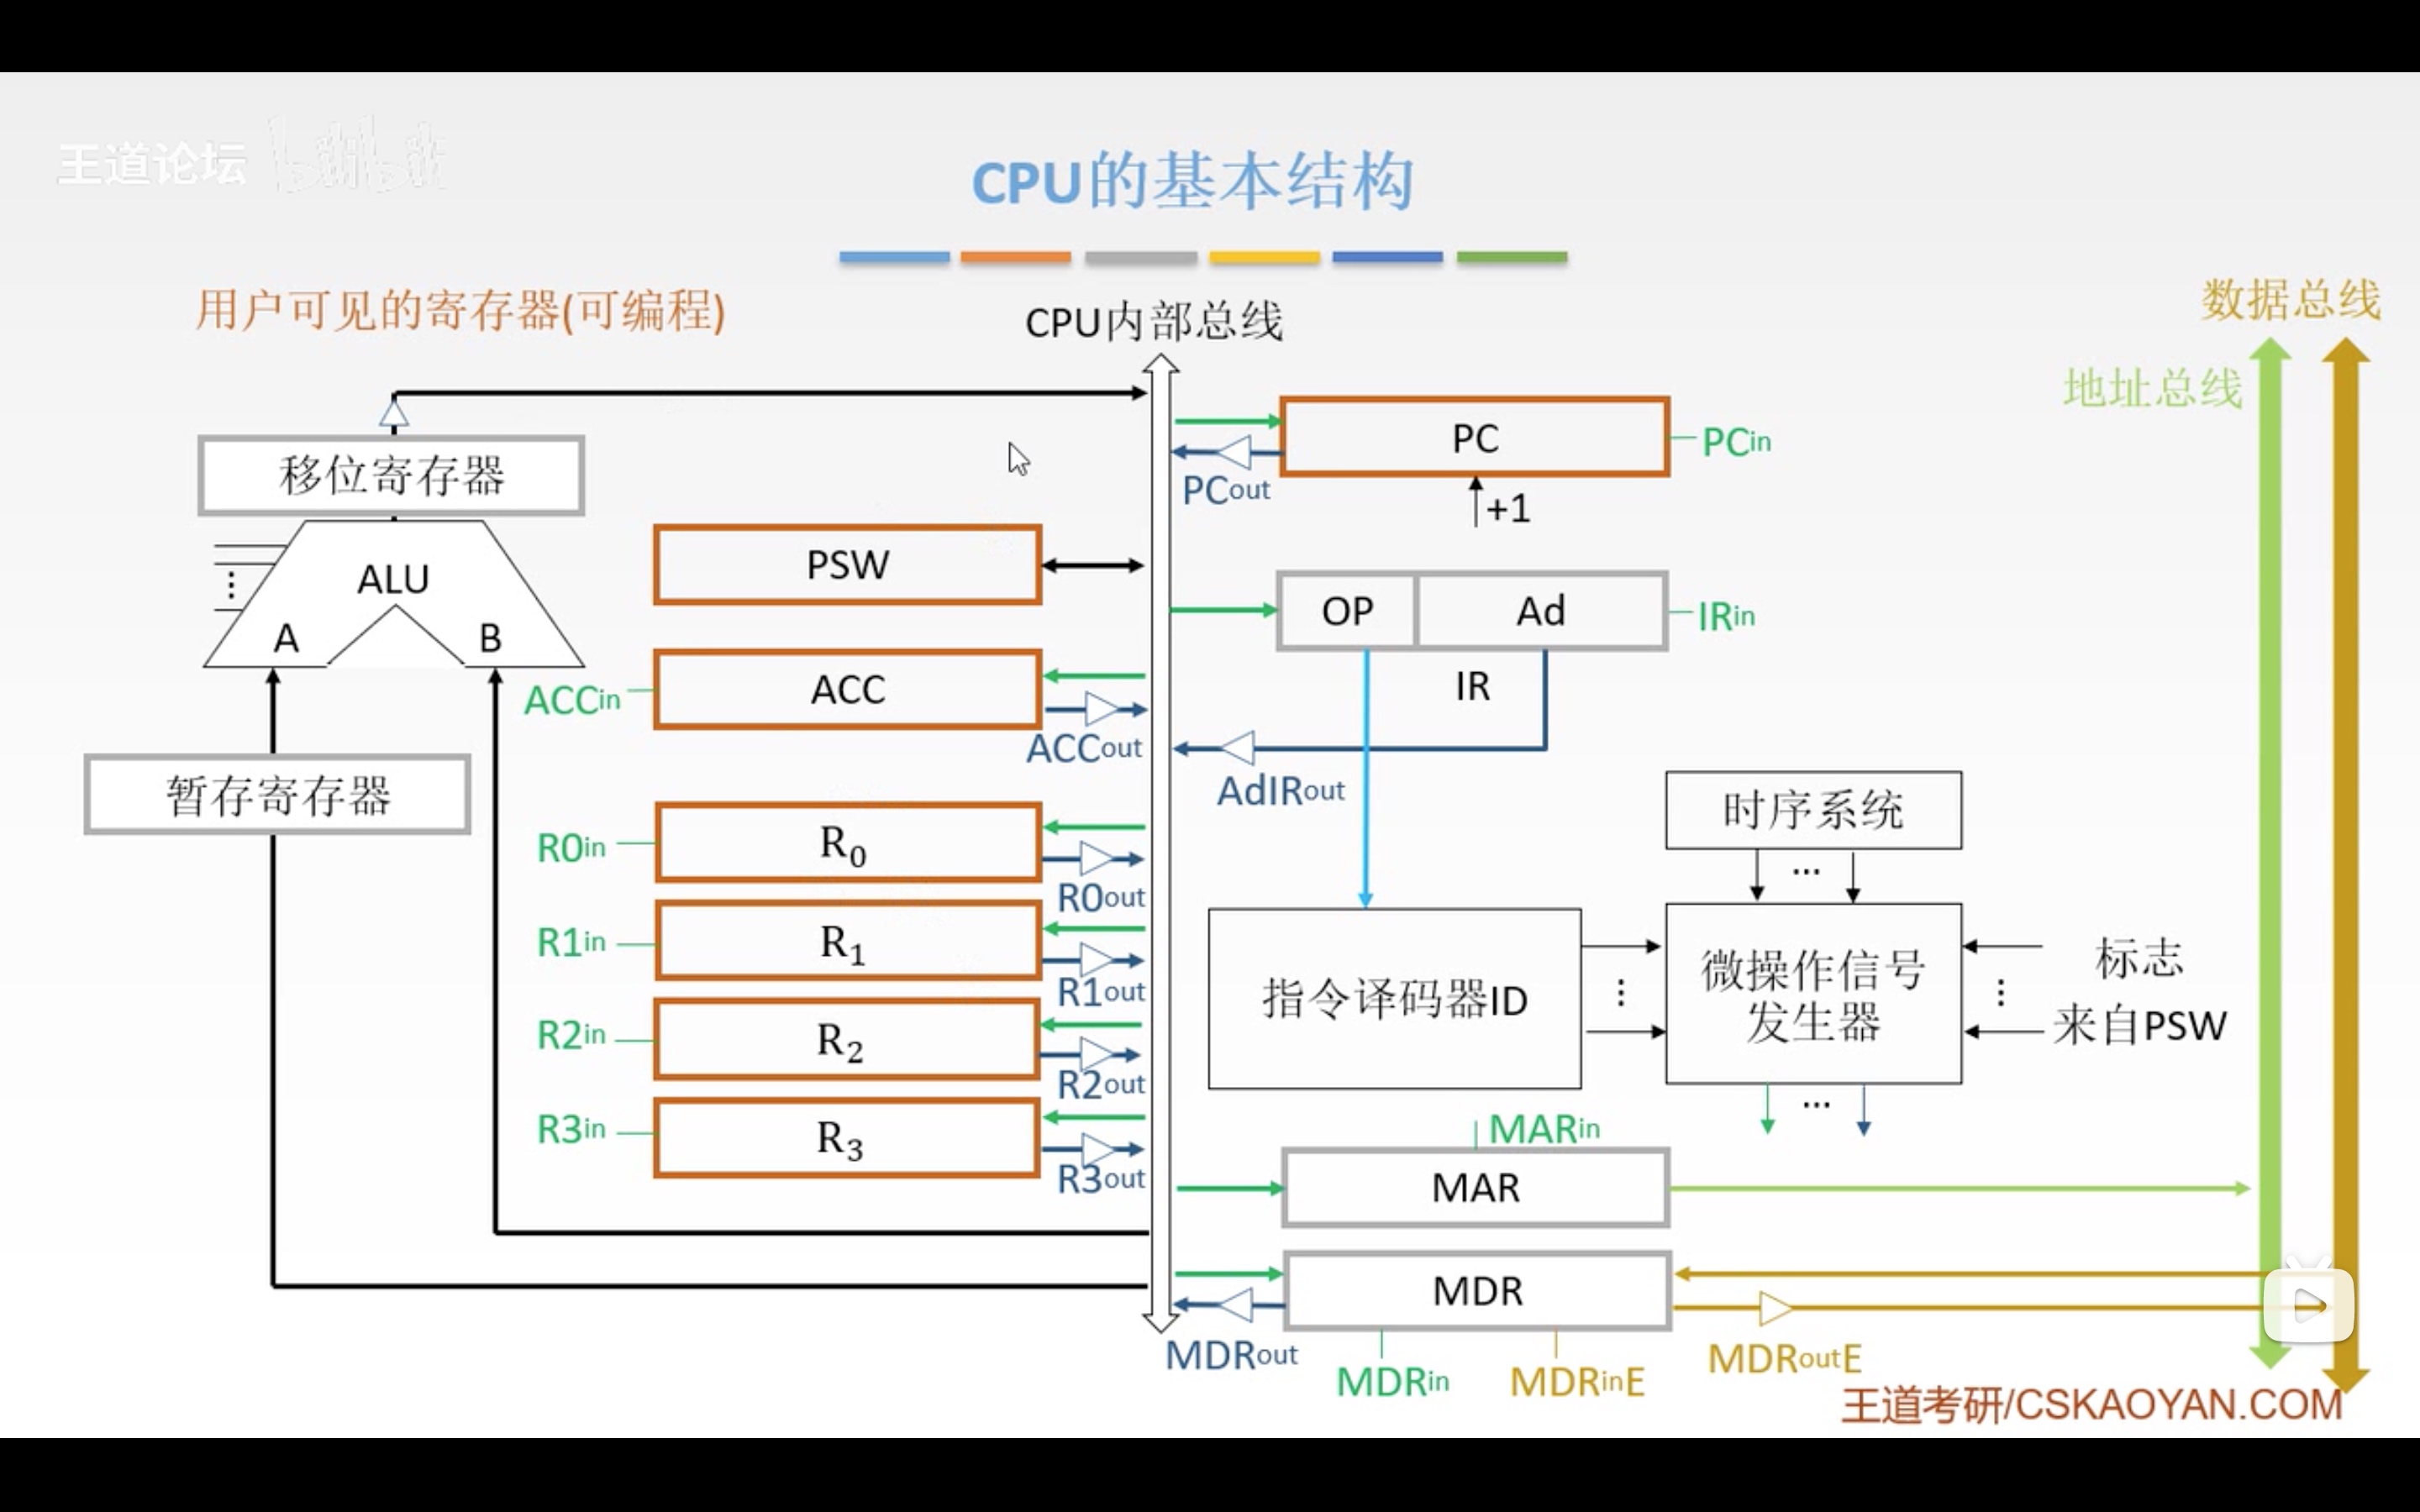 王道论坛 bilibili
CPU的基本结构
用户可见的寄存器(可编程)
CPU内部总线
数据总线
地址总线
移位寄存器
ALU
A
B
暂存寄存器
PSW
ACC
ACCin
ACCout
R0
R0in
R0out
R1
R1in
R1out
R2
R2in
R2out
R3
R3in
R3out
PC
PCin
PCout
+1
OP
Ad
IRin
IR
AdIRout
时序系统
...
指令译码器ID
⋮
微操作信号
发生器
⋮
标志
来自PSW
...
MARin
MAR
MDR
MDRout
MDRin
MDRinE
MDRoutE
王道考研/CSKAOYAN.COM